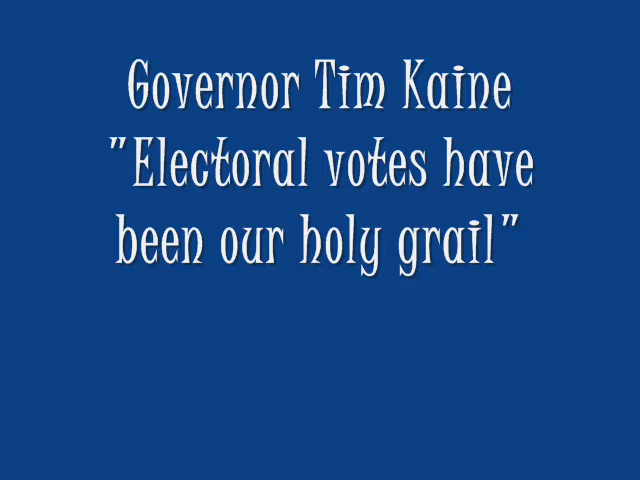 Governor Tim Kaine
"Electoral votes have
been our holy grail"